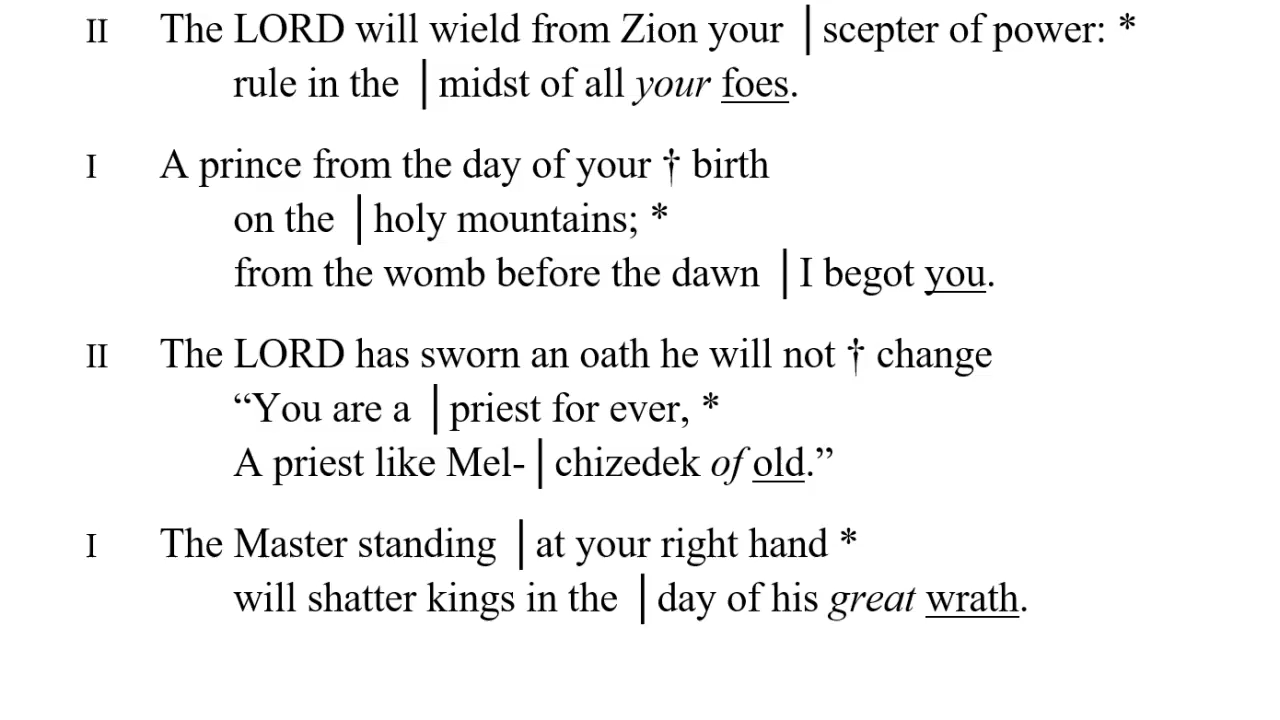 II The LORD will wield from Zion your |scepter of power: *
rule in the |midst of all your foes.
I A prince from the day of your † birth
on the |holy mountains; *
from the womb before the dawn |I begot you.
II The LORD has sworn an oath he will not † change
“You are a |priest for ever, *
A priest like Mel-|chizedek of old.”
I The Master standing |at your right hand *
will shatter kings in the |day of his great wrath.